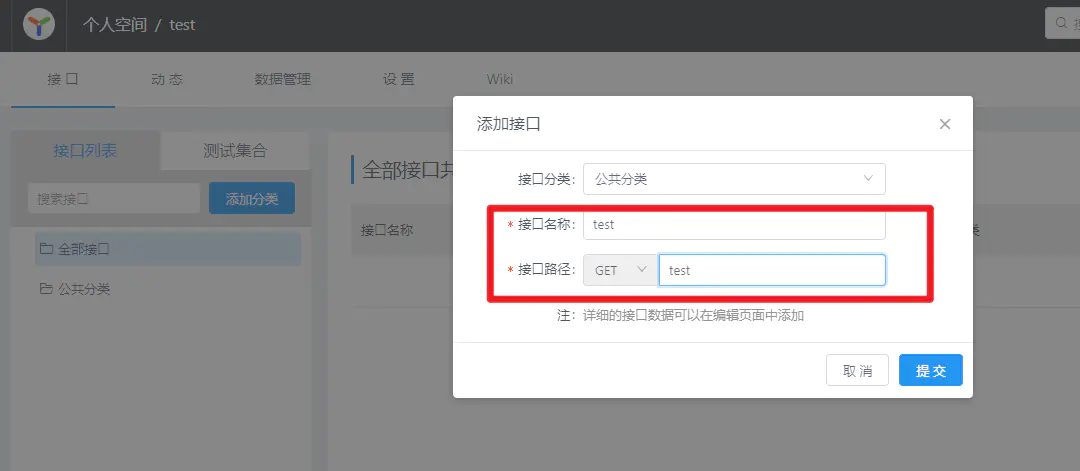 个人空间 / test
接 口
动 态
数据管理
设 置
Wiki
接口列表
测试集合
搜索接口
添加分类
全部接口
公共分类
全部接口共
接口名称
添加接口
接口分类:
公共分类
* 接口名称:
test
* 接口路径:
GET
test
注: 详细的接口数据可以在编辑页面中添加
取 消
提 交